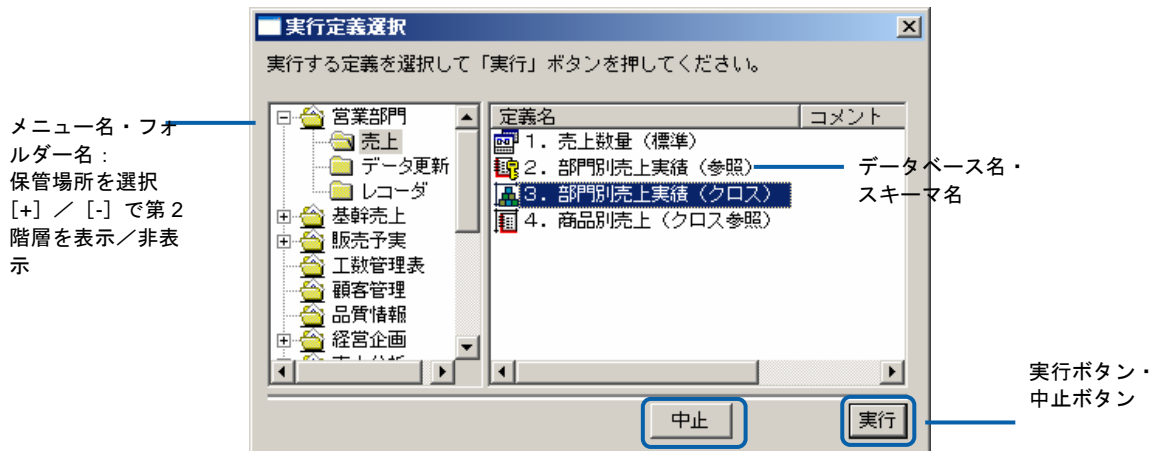 実行定義選択
実行する定義を選択して「実行」ボタンを押してください。
メニュー名・フォ
ルダー名：
保管場所を選択
[+] ／ [-] で第２
階層を表示／非表
示
営業部門
売上
データ更新
レコーダ
基幹売上
販売予実
工数管理表
顧客管理
品質情報
経営企画
定義名
コメント
１．売上数量（標準）
２．部門別売上実績（参照）
３．部門別売上実績（クロス）
４．商品別売上（クロス参照）
データベース名・
スキーマ名
中止
実行
実行ボタン・
中止ボタン